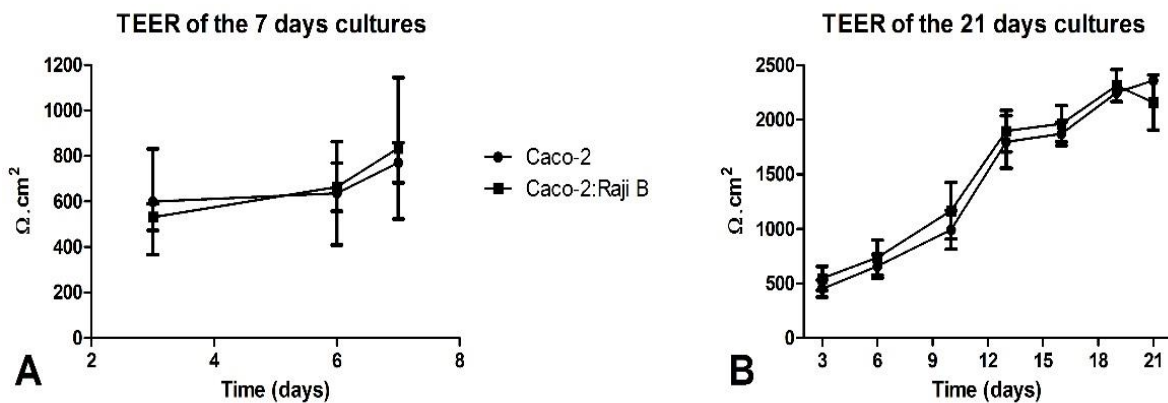 TEER of the 7 days cultures
1200
1000
800
600
400
200
0
Ω.cm²
2 4 6 8
Time (days)
A
Caco-2
Caco-2:Raji B
TEER of the 21 days cultures
2500
2000
1500
1000
500
0
Ω.cm²
3 6 9 12 15 18 21
Time (days)
B